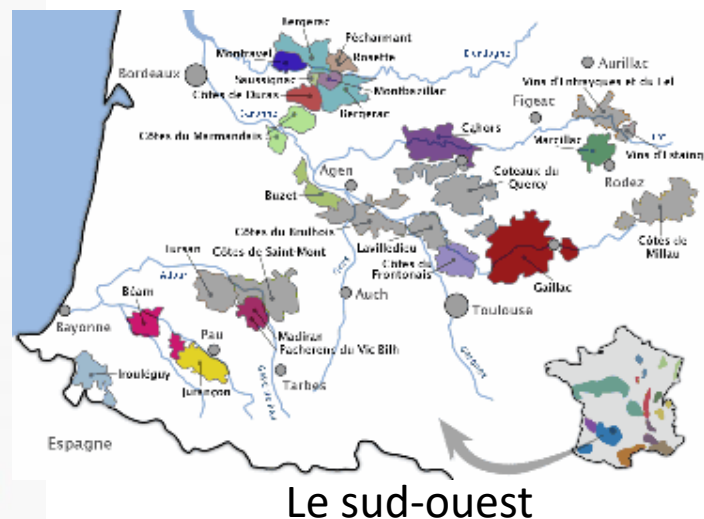 Bergerac
Pécharmant
Montravel
Rosette
Dordogne
Aurillac
Bordeaux
Saussignac
Vins d'Entraygues et du Fel
Côtes de Duras
Montbazillac
Figeac
Garonne
Bergerac
Cahors
Lot
Côtes du Marmandais
Marcillac
Vins d'Estaing
Agen
Coteaux du
Quercy
Rodez
Buzet
Côtes du Brulhois
Lavilledieu
Côtes de
Millau
Tursan
Côtes de Saint-Mont
Côtes du
Frontonais
Adour
Gers
Gaillac
Béarn
Auch
Toulouse
Bayonne
Pau
Madiran
Pacherenc du Vic Bilh
Garonne
Irouléguy
Jurançon
Tarbes
Espagne
Le sud-ouest